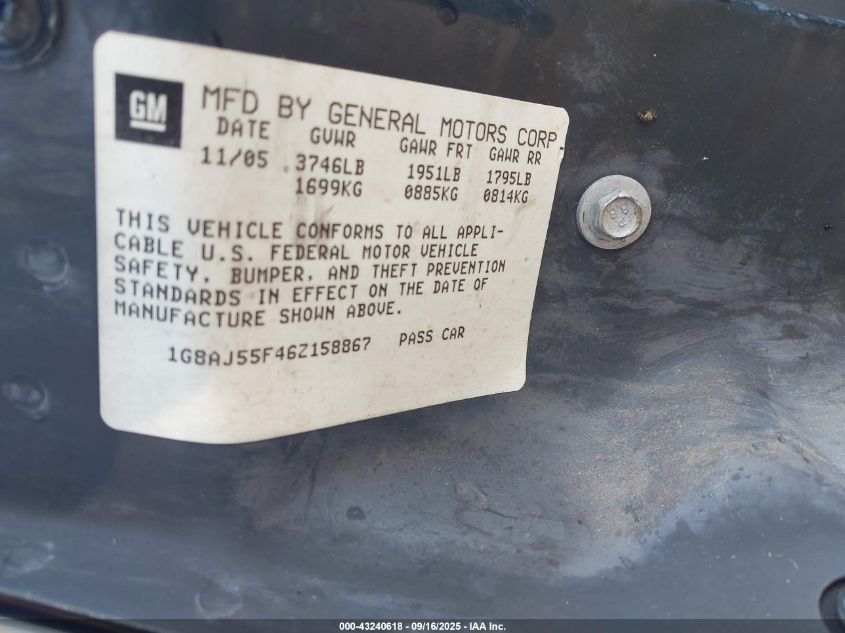 GM
MFD BY GENERAL MOTORS CORP
DATE GVWR GAWR FRT GAWR RR
11/05 3746LB 1951LB 1795LB
1699KG 0885KG 0814KG
THIS VEHICLE CONFORMS TO ALL APPLI-
CABLE U.S. FEDERAL MOTOR VEHICLE
SAFETY, BUMPER, AND THEFT PREVENTION
STANDARDS IN EFFECT ON THE DATE OF
MANUFACTURE SHOWN ABOVE.
1G8AJ55F46Z158867 PASS CAR
000-43240618 - 09/16/2025 - IAA Inc.